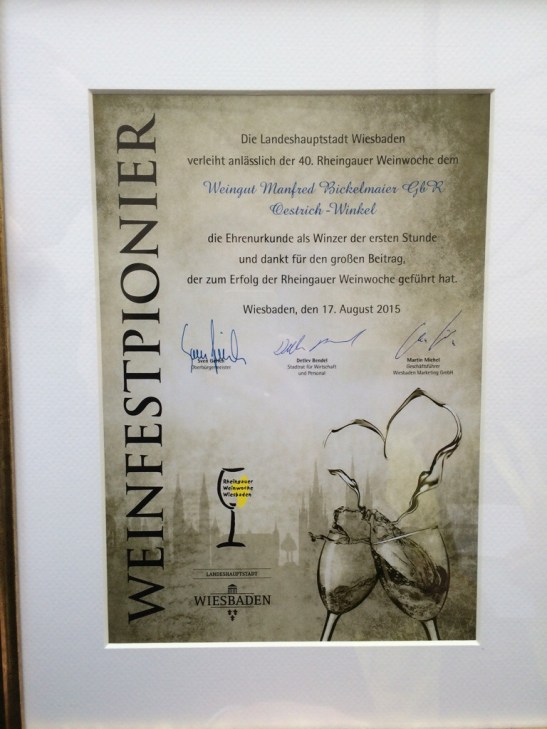 WEINFESTPIONIER
Die Landeshauptstadt Wiesbaden
verleiht anlässlich der 40. Rheingauer Weinwoche dem
Weingut Manfred Bickelmaier GbR
Oestrich-Winkel
die Ehrenurkunde als Winzer der ersten Stunde
und dankt für den großen Beitrag,
der zum Erfolg der Rheingauer Weinwoche geführt hat.
Wiesbaden, den 17. August 2015
Sven Gerich
Oberbürgermeister
Detlev Bendel
Stadtrat für Wirtschaft
und Personal
Martin Michel
Geschäftsführer
Wiesbaden Marketing GmbH
Rheingauer
Weinwoche
Wiesbaden
LANDESHAUPTSTADT
WIESBADEN